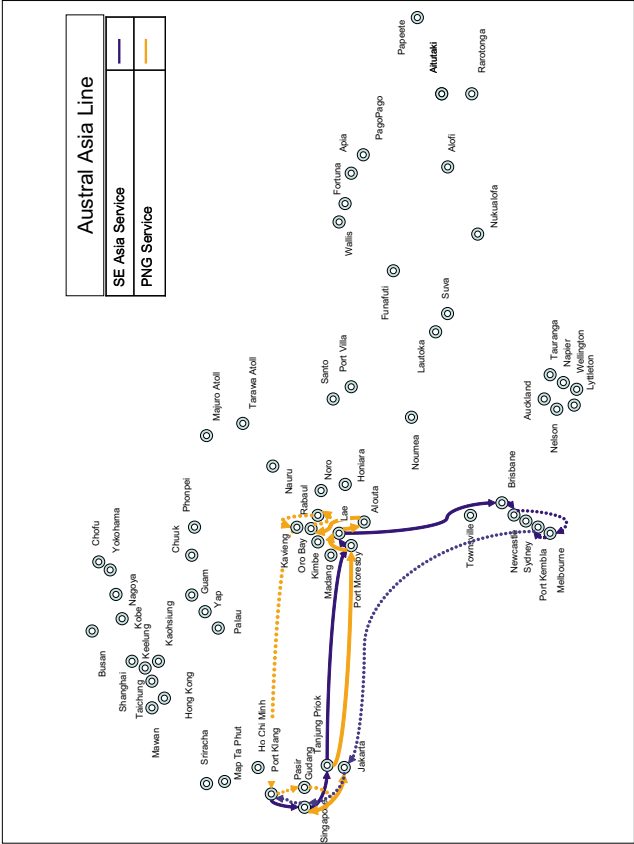 Austral Asia Line
SE Asia Service
PNG Service
Chofu
Yokohama
Nagoya
Kobe
Busan
Shanghai
Keelung
Taichung
Kaohsiung
Hong Kong
Mawan
Sriracha
Map Ta Phut
Ho Chi Minh
Port Klang
Pasir
Gudang
Singapo
Tanjung Priok
Jakarta
Palau
Yap
Guam
Chuuk
Phonpei
Majuro Atoll
Tarawa Atoll
Nauru
Kavieng
Rabaul
Oro Bay
Kimbe
Madang
Lae
Port Moresby
Alouta
Noro
Honiara
Santo
Port Villa
Wallis
Fortuna
Apia
PagoPago
Funafuti
Lautoka
Suva
Noumea
Nukualofa
Alofi
Papeete
Aitutaki
Rarotonga
Townsville
Brisbane
Newcastle
Sydney
Port Kembla
Melbourne
Auckland
Nelson
Tauranga
Napier
Wellington
Lyttleton